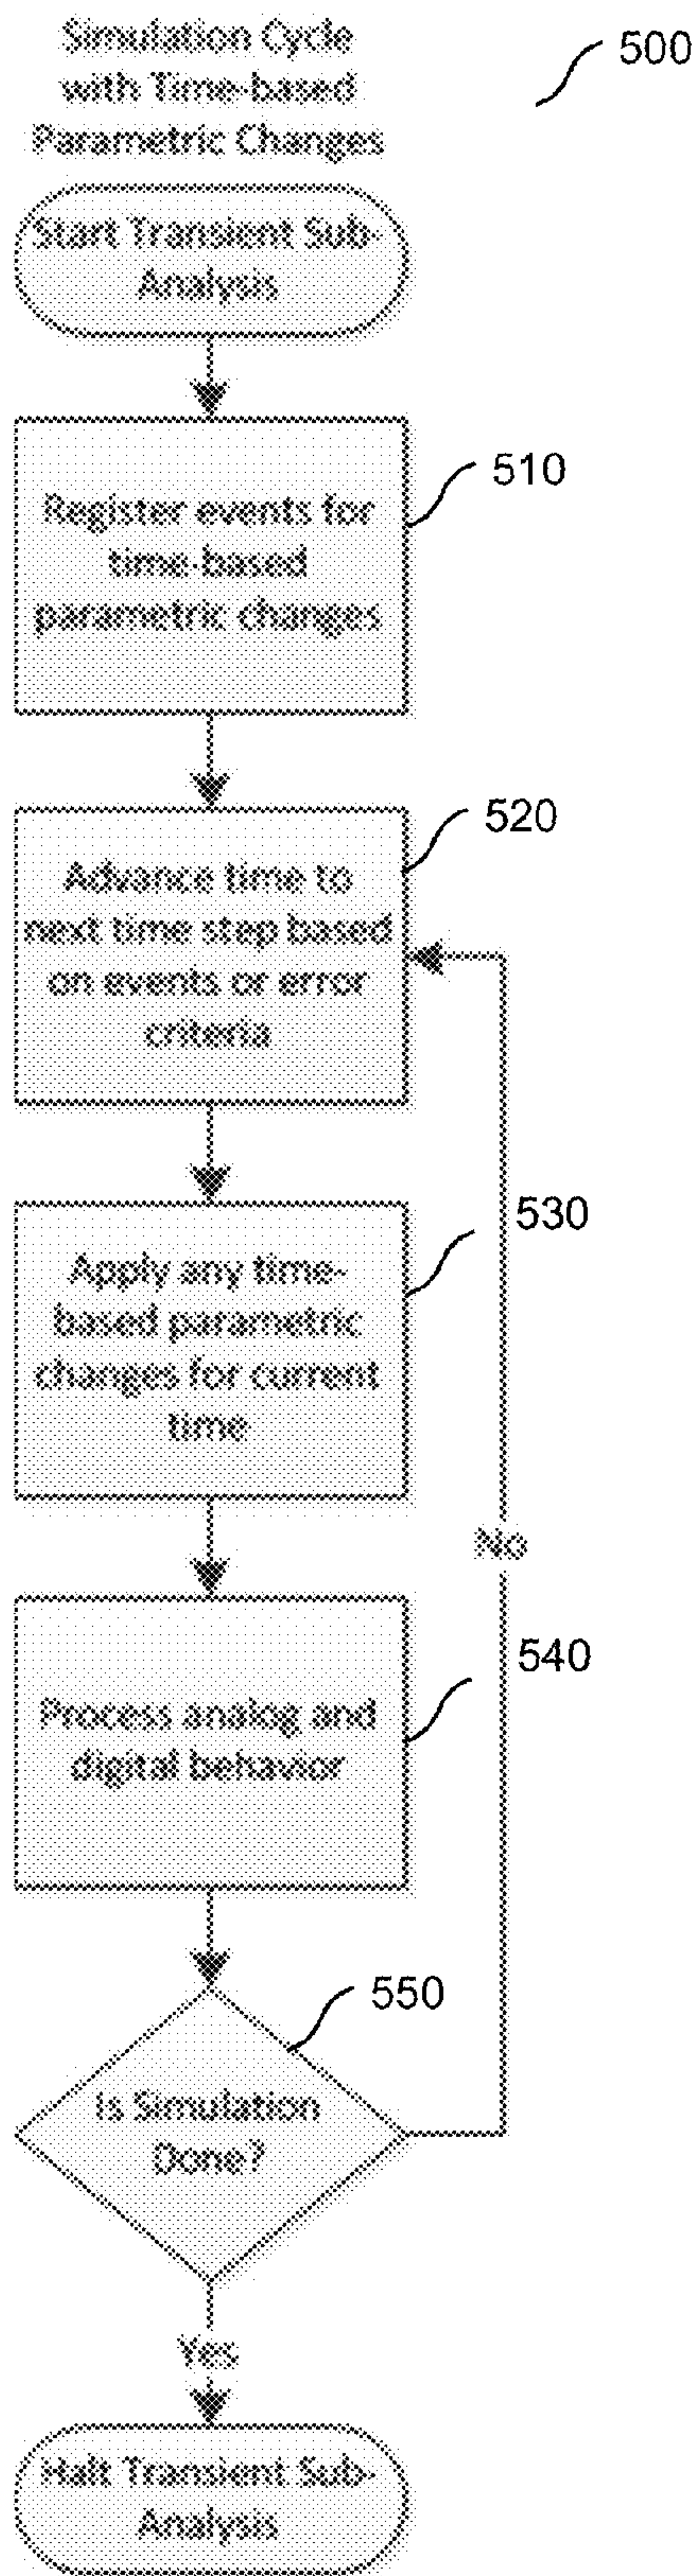 Simulation Cycle
with Time-based
Parametric Changes
500
Start Transient Sub-
Analysis
510
Register events for
time-based
parametric changes
520
Advance time to
next time step based
on events or error
criteria
530
Apply any time-
based parametric
changes for current
time
No
540
Process analog and
digital behavior
550
Is Simulation
Done?
Yes
Halt Transient Sub-
Analysis